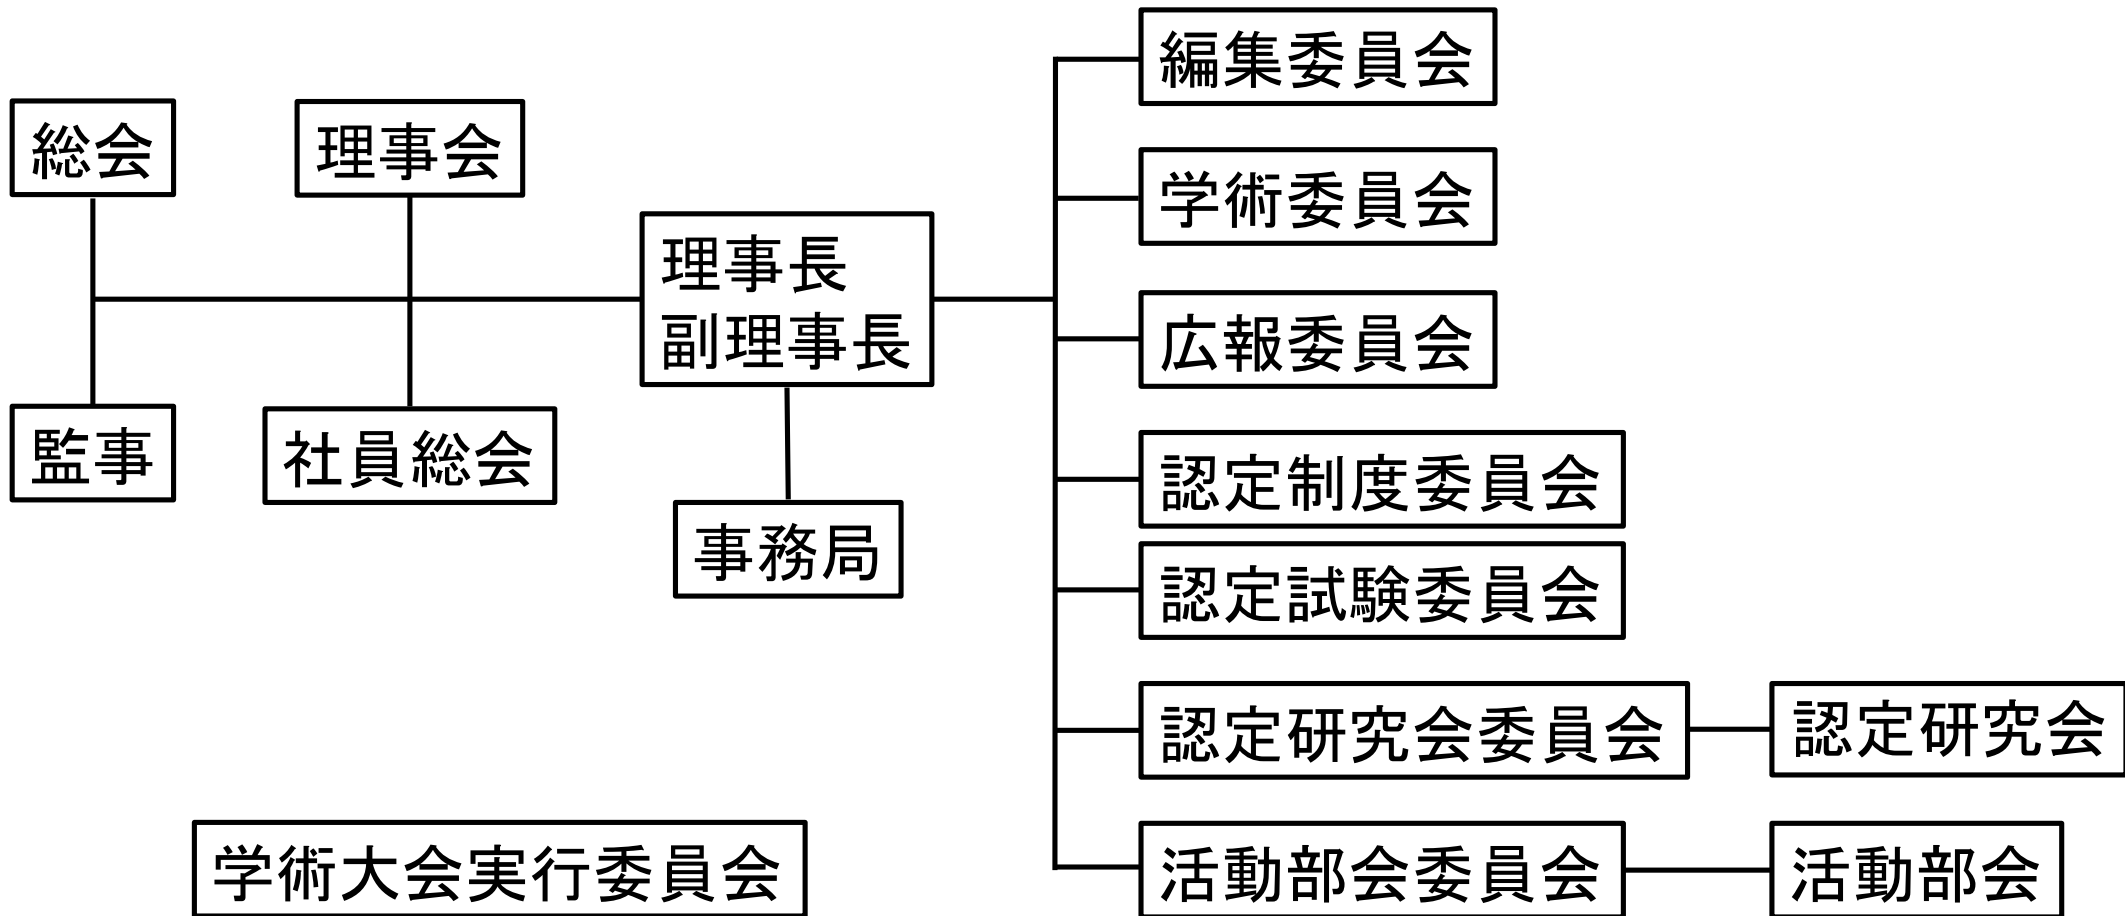 総会
理事会
理事長
副理事長
監事
社員総会
事務局
編集委員会
学術委員会
広報委員会
認定制度委員会
認定試験委員会
認定研究会委員会
認定研究会
活動部会委員会
活動部会
学術大会実行委員会